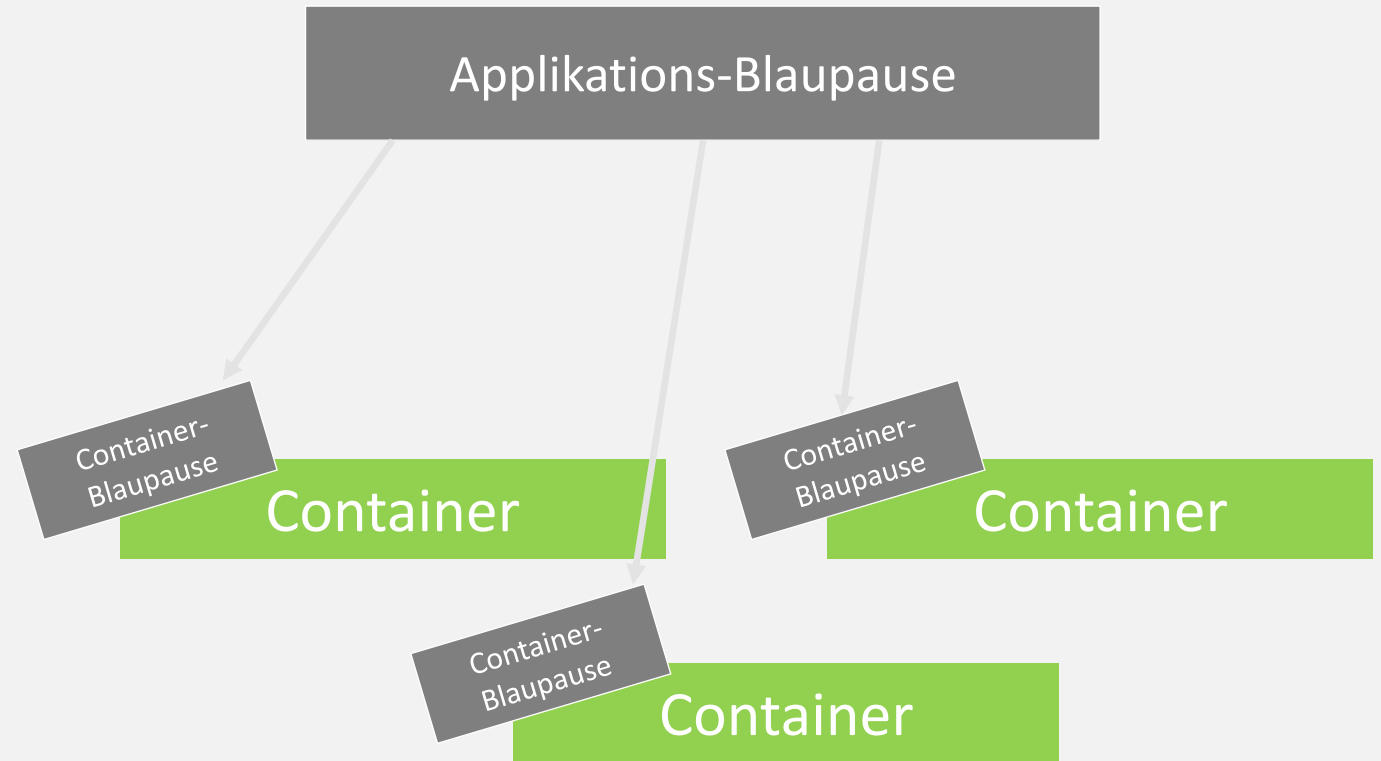 Applikations-Blaupause
Container-
Blaupause
Container
Container-
Blaupause
Container
Container-
Blaupause
Container